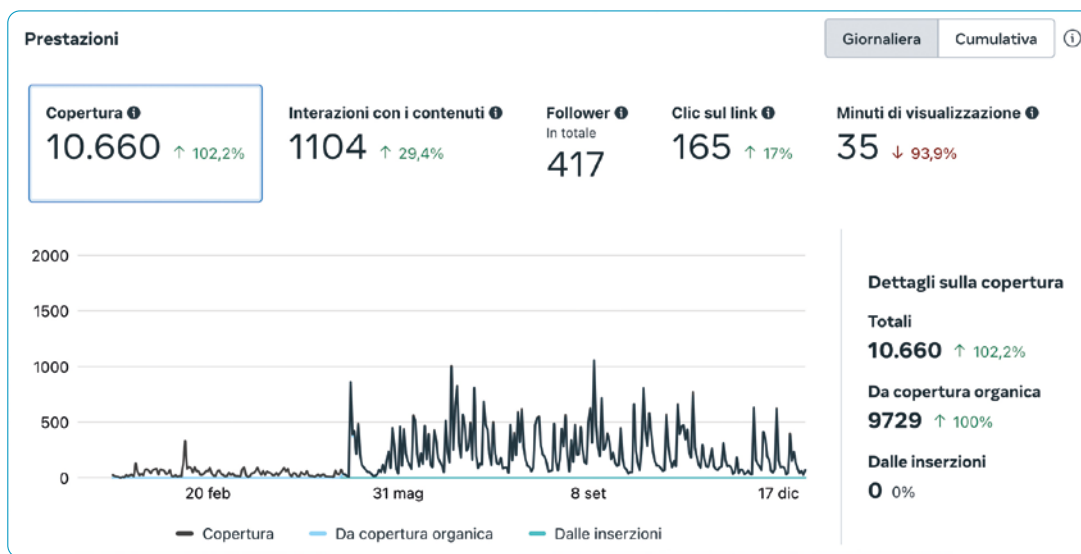 Prestazioni
Giornaliera
Cumulativa
Copertura
10.660 ↑ 102,2%
Interazioni con i contenuti
1104 ↑ 29,4%
Follower
In totale
417
Clic sul link
165 ↑ 17%
Minuti di visualizzazione
35 ↓ 93,9%
2000
1500
1000
500
0
20 feb
31 mag
8 set
17 dic
Copertura
Da copertura organica
Dalle inserzioni
Dettagli sulla copertura
Totali
10.660 ↑ 102,2%
Da copertura organica
9729 ↑ 100%
Dalle inserzioni
0 0%